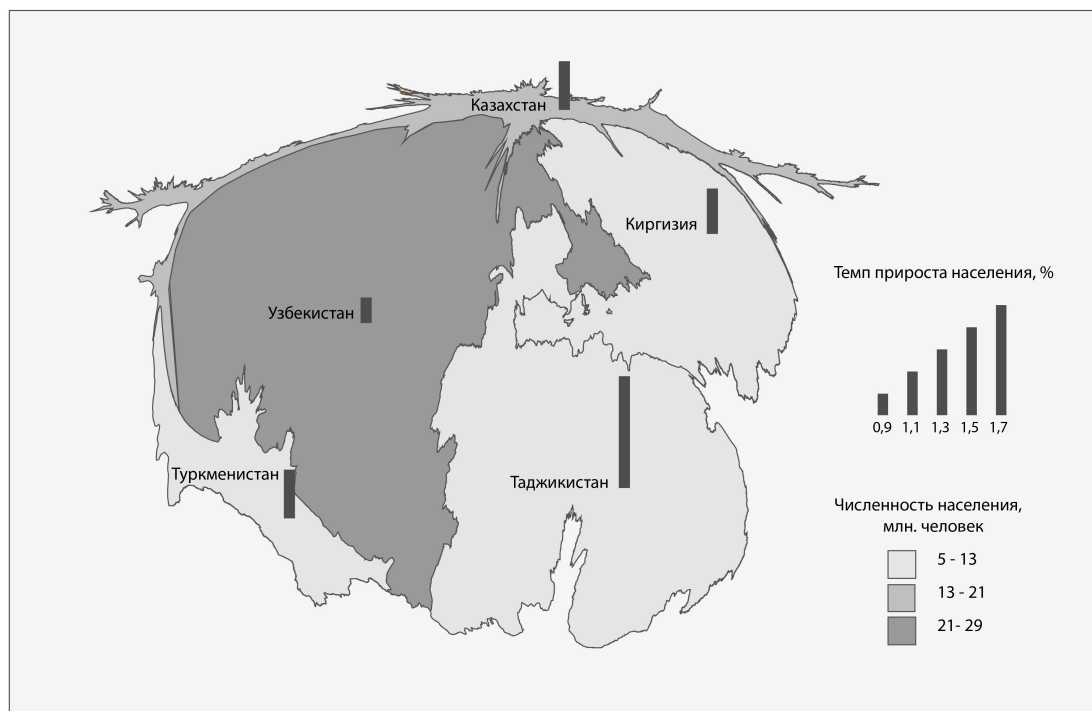 Казахстан
Киргизия
Узбекистан
Туркменистан
Таджикистан
Темп прироста населения, %
0,9 1,1 1,3 1,5 1,7
Численность населения,
млн. человек
5 - 13
13 - 21
21- 29